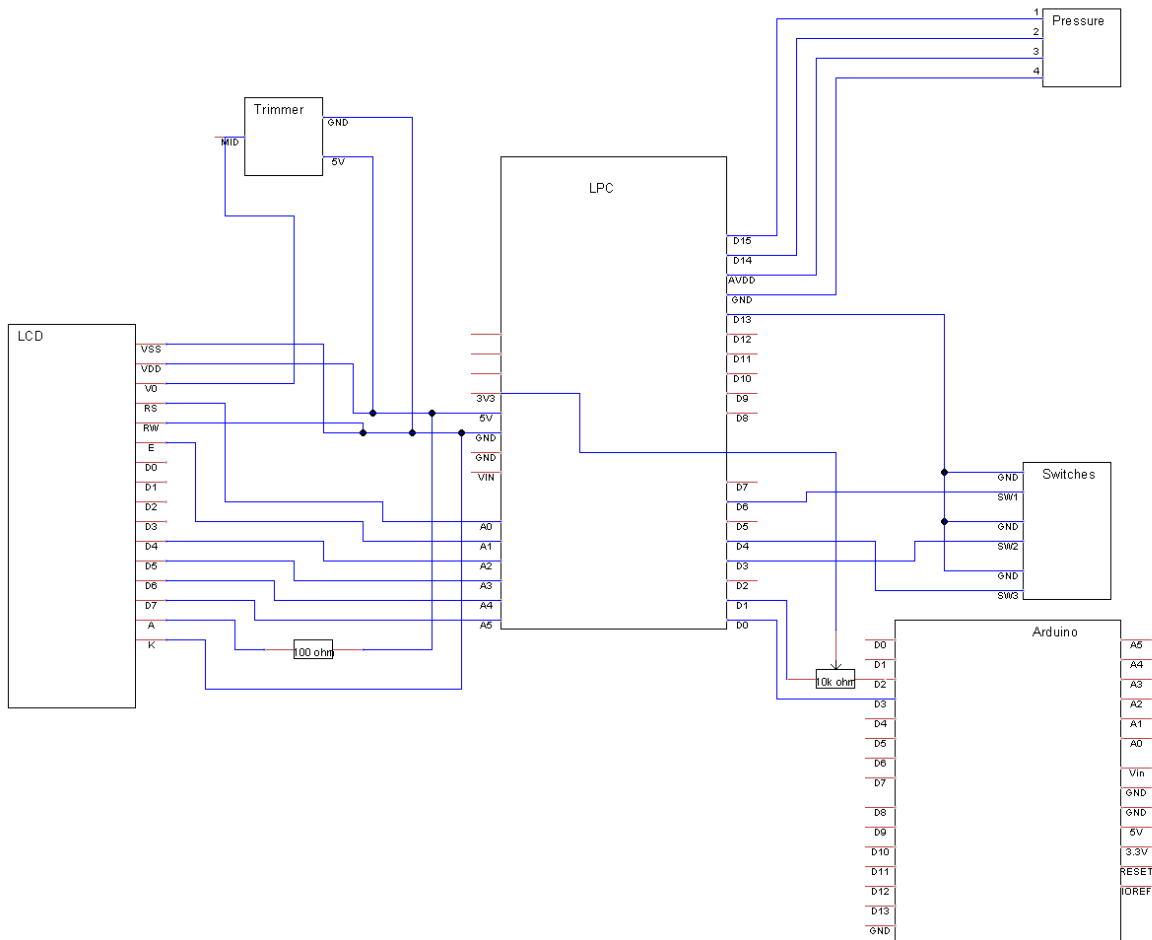 1
Pressure
2
3
4
Trimmer
GND
MID
5V
LPC
D15
D14
AVDD
GND
D13
D12
D11
D10
D9
D8
D7
D6
D5
D4
D3
D2
D1
D0
3V3
5V
GND
GND
VIN
A0
A1
A2
A3
A4
A5
LCD
VSS
VDD
V0
RS
RW
E
D0
D1
D2
D3
D4
D5
D6
D7
A
K
100 ohm
10k ohm
Switches
GND
SW1
GND
SW2
GND
SW3
Arduino
D0
D1
D2
D3
D4
D5
D6
D7
D8
D9
D10
D11
D12
D13
GND
A5
A4
A3
A2
A1
A0
Vin
GND
GND
5V
3.3V
RESET
IOREF